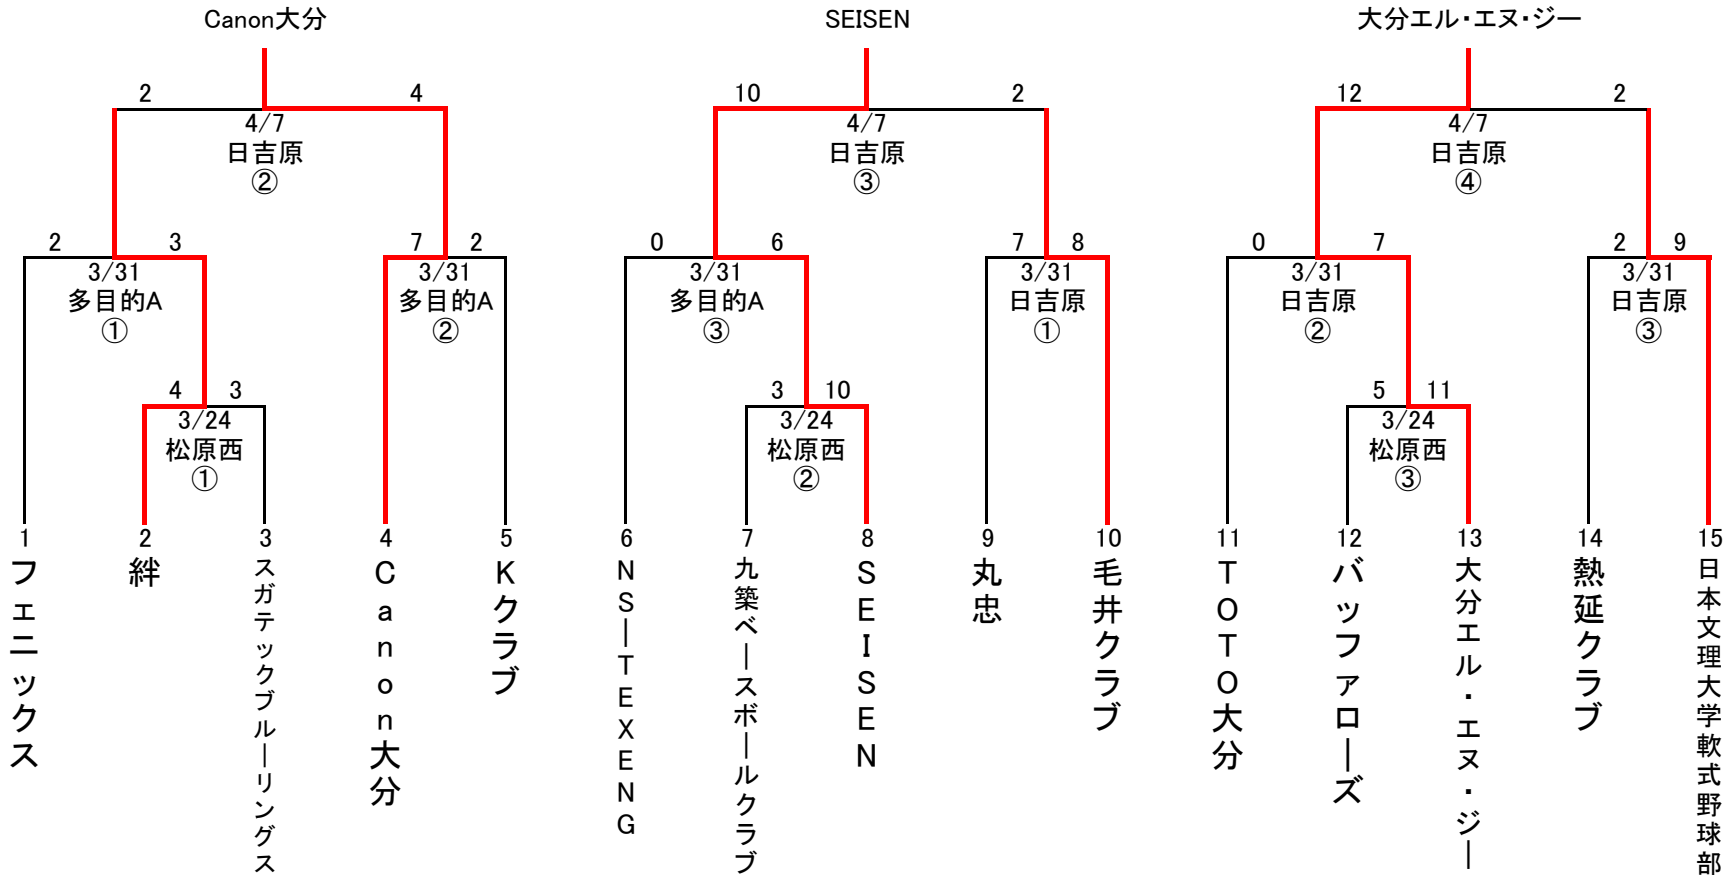 Canon大分
SEISEN
大分エル・エヌ・ジー
2
4
10
2
12
2
4/7
日吉原
②
4/7
日吉原
③
4/7
日吉原
④
2
3
7
2
0
6
7
8
0
7
2
9
3/31
多目的A
①
3/31
多目的A
②
3/31
多目的A
③
3/31
日吉原
①
3/31
日吉原
②
3/31
日吉原
③
4
3
3
10
5
11
3/24
松原西
①
3/24
松原西
②
3/24
松原西
③
1
フェニックス
2
絆
3
スガテックブルーリングス
4
Canon大分
5
Kクラブ
6
NS―TEXENG
7
九築ベースボールクラブ
8
SEISEN
9
丸忠
10
毛井クラブ
11
TOTO大分
12
バッファローズ
13
大分エル・エヌ・ジー
14
熱延クラブ
15
日本文理大学軟式野球部